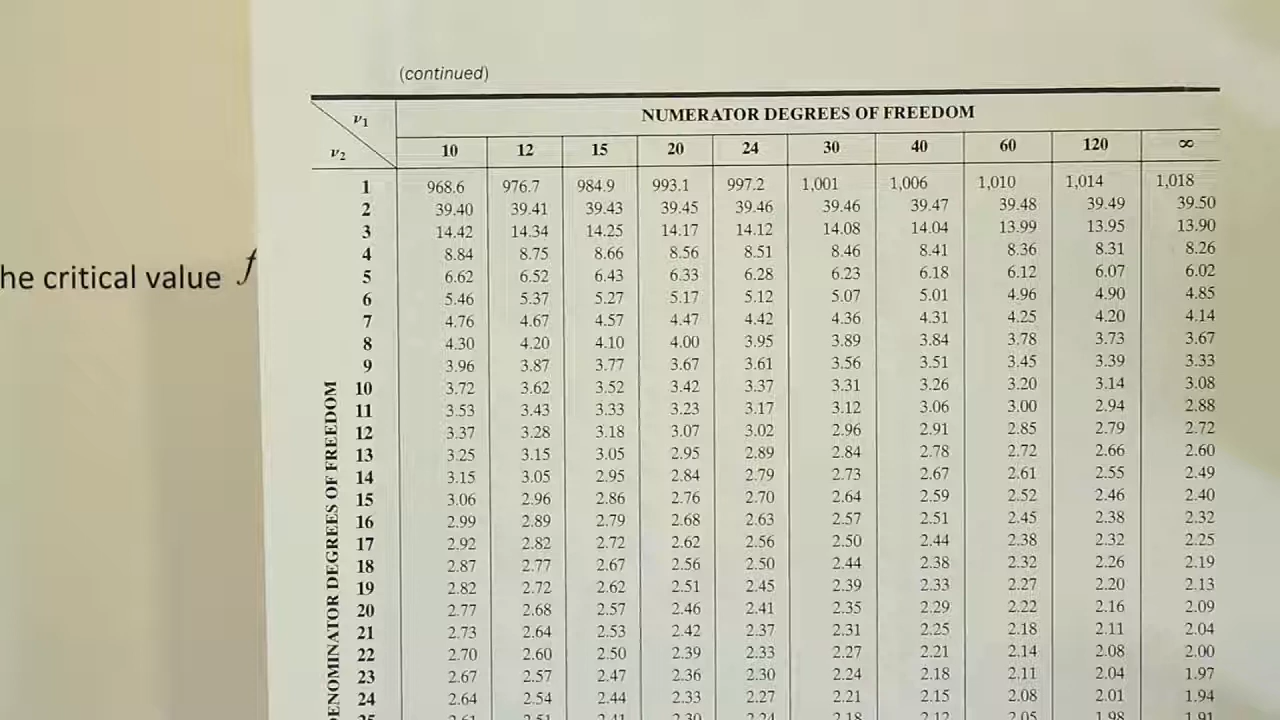 (continued)
ν1 NUMERATOR DEGREES OF FREEDOM
ν2 10 12 15 20 24 30 40 60 120 ∞
1 968.6 976.7 984.9 993.1 997.2 1,001 1,006 1,010 1,014 1,018
2 39.40 39.41 39.43 39.45 39.46 39.46 39.47 39.48 39.49 39.50
3 14.42 14.34 14.25 14.17 14.12 14.08 14.04 13.99 13.95 13.90
4 8.84 8.75 8.66 8.56 8.51 8.46 8.41 8.36 8.31 8.26
he critical value f
5 6.62 6.52 6.43 6.33 6.28 6.23 6.18 6.12 6.07 6.02
6 5.46 5.37 5.27 5.17 5.12 5.07 5.01 4.96 4.90 4.85
7 4.76 4.67 4.57 4.47 4.42 4.36 4.31 4.25 4.20 4.14
8 4.30 4.20 4.10 4.00 3.95 3.89 3.84 3.78 3.73 3.67
9 3.96 3.87 3.77 3.67 3.61 3.56 3.51 3.45 3.39 3.33
10 3.72 3.62 3.52 3.42 3.37 3.31 3.26 3.20 3.14 3.08
11 3.53 3.43 3.33 3.23 3.17 3.12 3.06 3.00 2.94 2.88
12 3.37 3.28 3.18 3.07 3.02 2.96 2.91 2.85 2.79 2.72
13 3.25 3.15 3.05 2.95 2.89 2.84 2.78 2.72 2.66 2.60
14 3.15 3.05 2.95 2.84 2.79 2.73 2.67 2.61 2.55 2.49
15 3.06 2.96 2.86 2.76 2.70 2.64 2.59 2.52 2.46 2.40
16 2.99 2.89 2.79 2.68 2.63 2.57 2.51 2.45 2.38 2.32
17 2.92 2.82 2.72 2.62 2.56 2.50 2.44 2.38 2.32 2.25
18 2.87 2.77 2.67 2.56 2.50 2.44 2.38 2.32 2.26 2.19
19 2.82 2.72 2.62 2.51 2.45 2.39 2.33 2.27 2.20 2.13
20 2.77 2.68 2.57 2.46 2.41 2.35 2.29 2.22 2.16 2.09
21 2.73 2.64 2.53 2.42 2.37 2.31 2.25 2.18 2.11 2.04
22 2.70 2.60 2.50 2.39 2.33 2.27 2.21 2.14 2.08 2.00
23 2.67 2.57 2.47 2.36 2.30 2.24 2.18 2.11 2.04 1.97
24 2.64 2.54 2.44 2.33 2.27 2.21 2.15 2.08 2.01 1.94
25 2.61 2.51 2.41 2.30 2.24 2.18 2.12 2.05 1.98 1.91
DENOMINATOR DEGREES OF FREEDOM